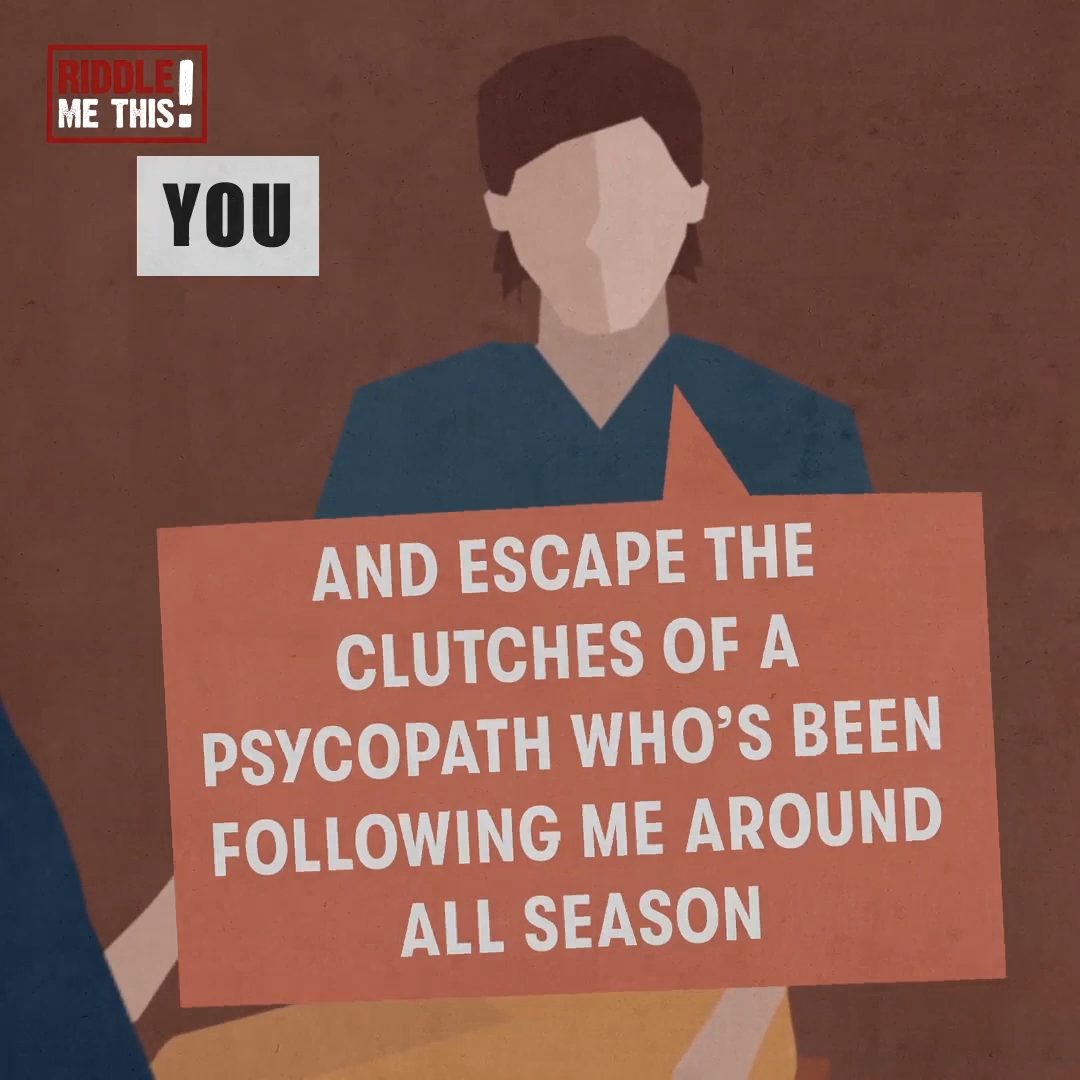 RIDDLE
ME THIS!
YOU
AND ESCAPE THE
CLUTCHES OF A
PSYCOPATH WHO’S BEEN
FOLLOWING ME AROUND
ALL SEASON